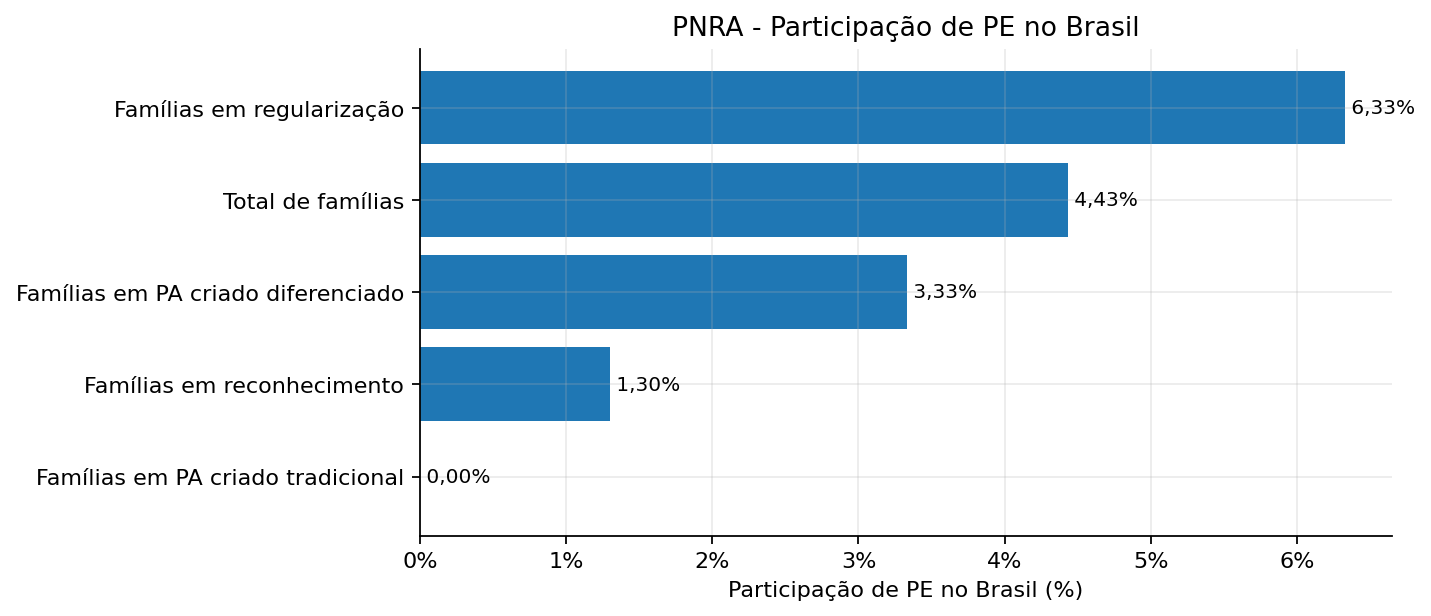 PNRA - Participação de PE no Brasil
Famílias em regularização
6,33%
Total de famílias
4,43%
Famílias em PA criado diferenciado
3,33%
Famílias em reconhecimento
1,30%
Famílias em PA criado tradicional
0,00%
0% 1% 2% 3% 4% 5% 6%
Participação de PE no Brasil (%)